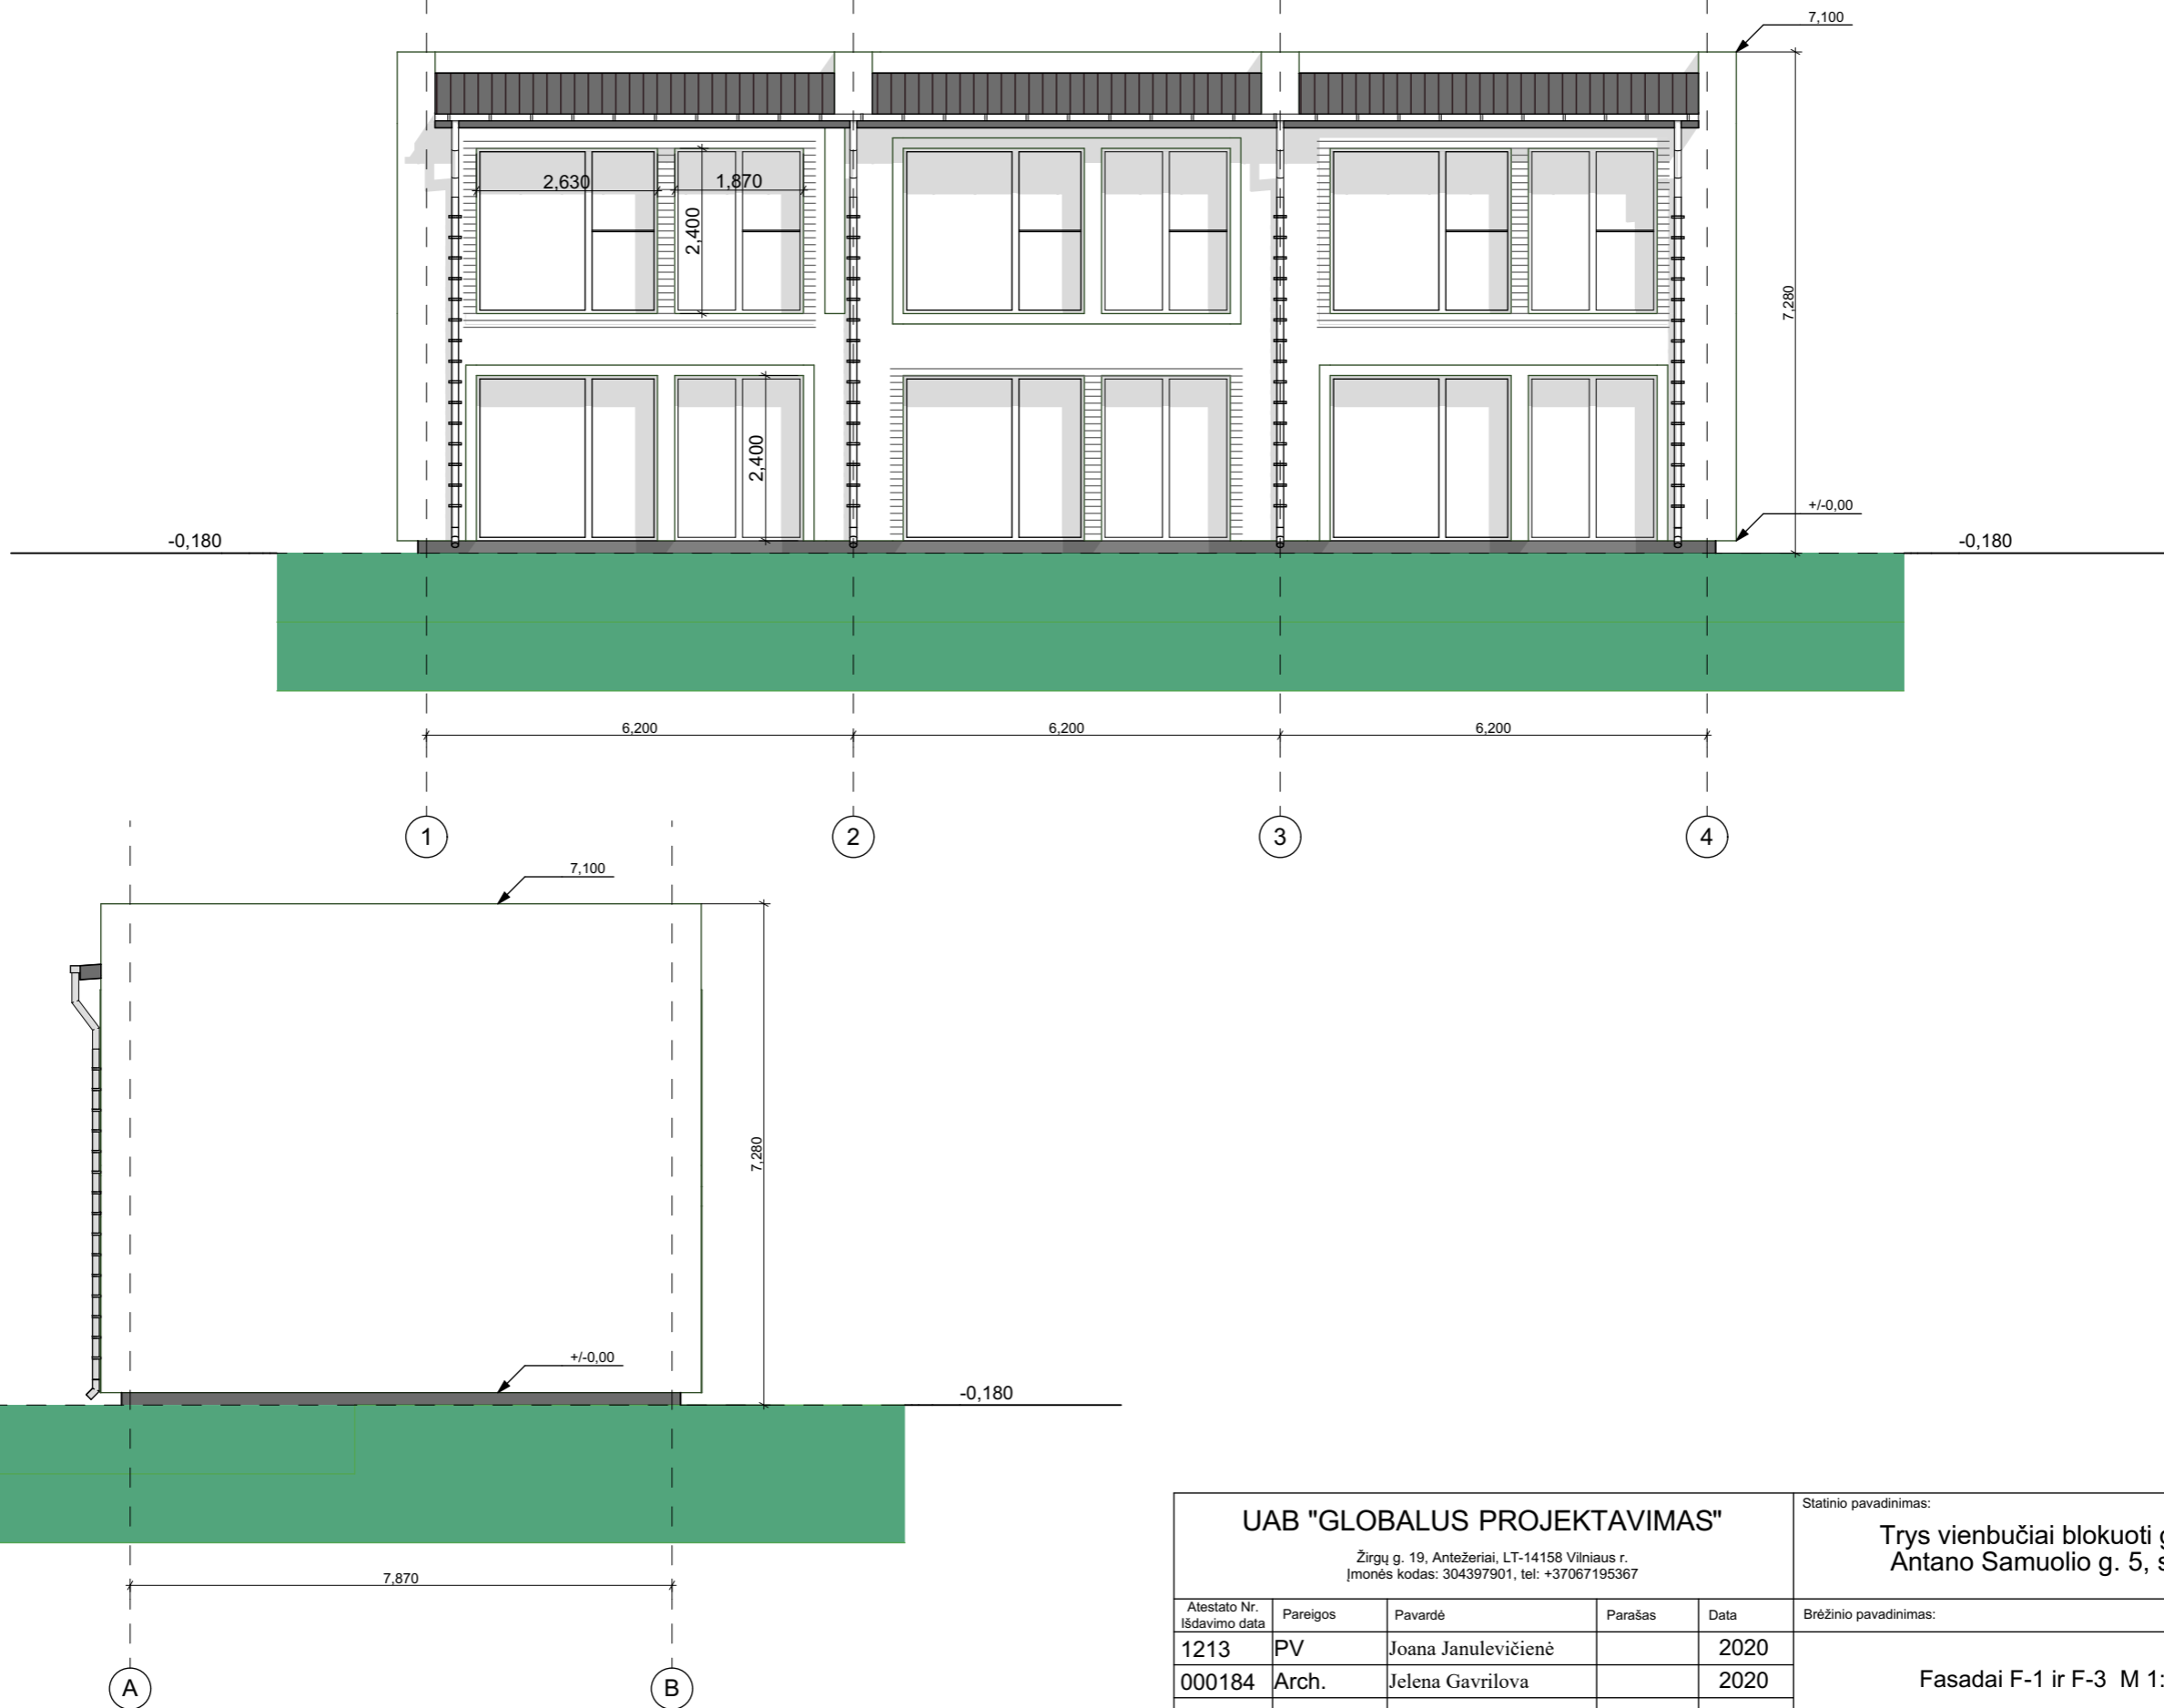 7,100
2,630
1,870
2,400
7,280
2,400
+/-0,00
-0,180
-0,180
6,200
6,200
6,200
1
2
3
4
7,100
7,280
+/-0,00
-0,180
7,870
A
B
UAB "GLOBALUS PROJEKTAVIMAS"
Žirgų g. 19, Antežeriai, LT-14158 Vilniaus r.
Įmonės kodas: 304397901, tel: +37067195367
Statinio pavadinimas:
Trys vienbučiai blokuoti g
Antano Samuolio g. 5, s
Atestato Nr.
Išdavimo data
Pareigos
Pavardė
Parašas
Data
Brėžinio pavadinimas:
1213
PV
Joana Janulevičienė
2020
000184
Arch.
Jelena Gavrilova
2020
Fasadai F-1 ir F-3 M 1: